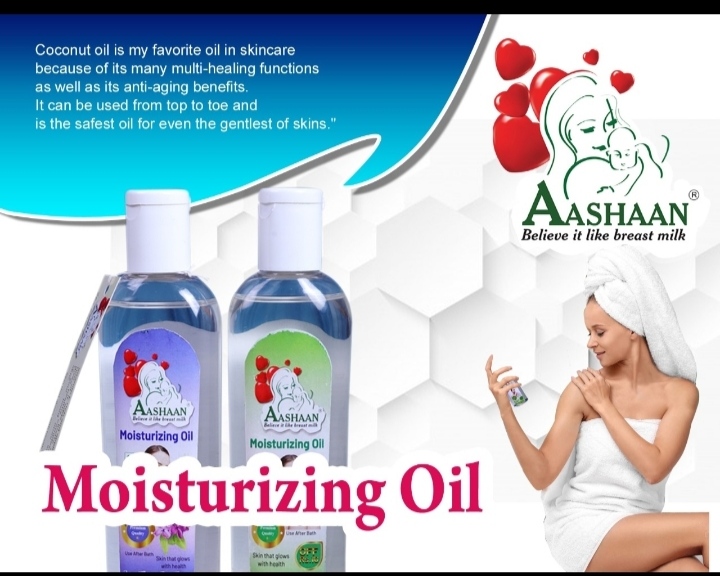 Coconut oil is my favorite oil in skincare
because of its many multi-healing functions
as well as its anti-aging benefits.
It can be used from top to toe and
is the safest oil for even the gentlest of skins."
AASHAAN®
Believe it like breast milk
AASHAAN
Believe it like breast milk
Moisturizing Oil
AASHAAN
Believe it like breast milk
Moisturizing Oil
Moisturizing Oil
Premium
Quality
Use After Bath
Skin that glows
with health
Premium
Quality
Use After Bath
Skin that glows
with health